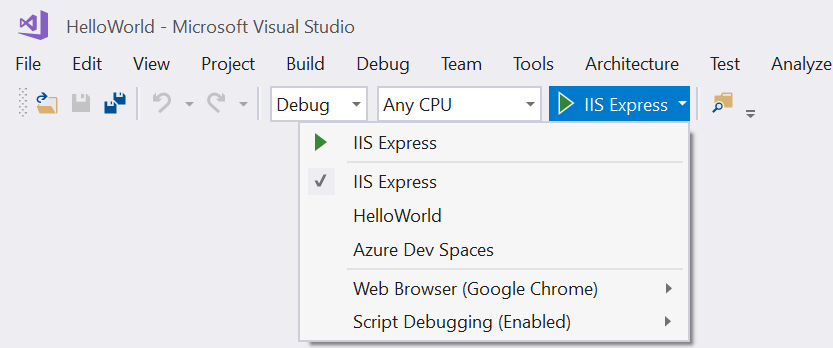 HelloWorld - Microsoft Visual Studio
File Edit View Project Build Debug Team Tools Architecture Test Analyze
Debug Any CPU IIS Express
IIS Express
IIS Express
HelloWorld
Azure Dev Spaces
Web Browser (Google Chrome)
Script Debugging (Enabled)